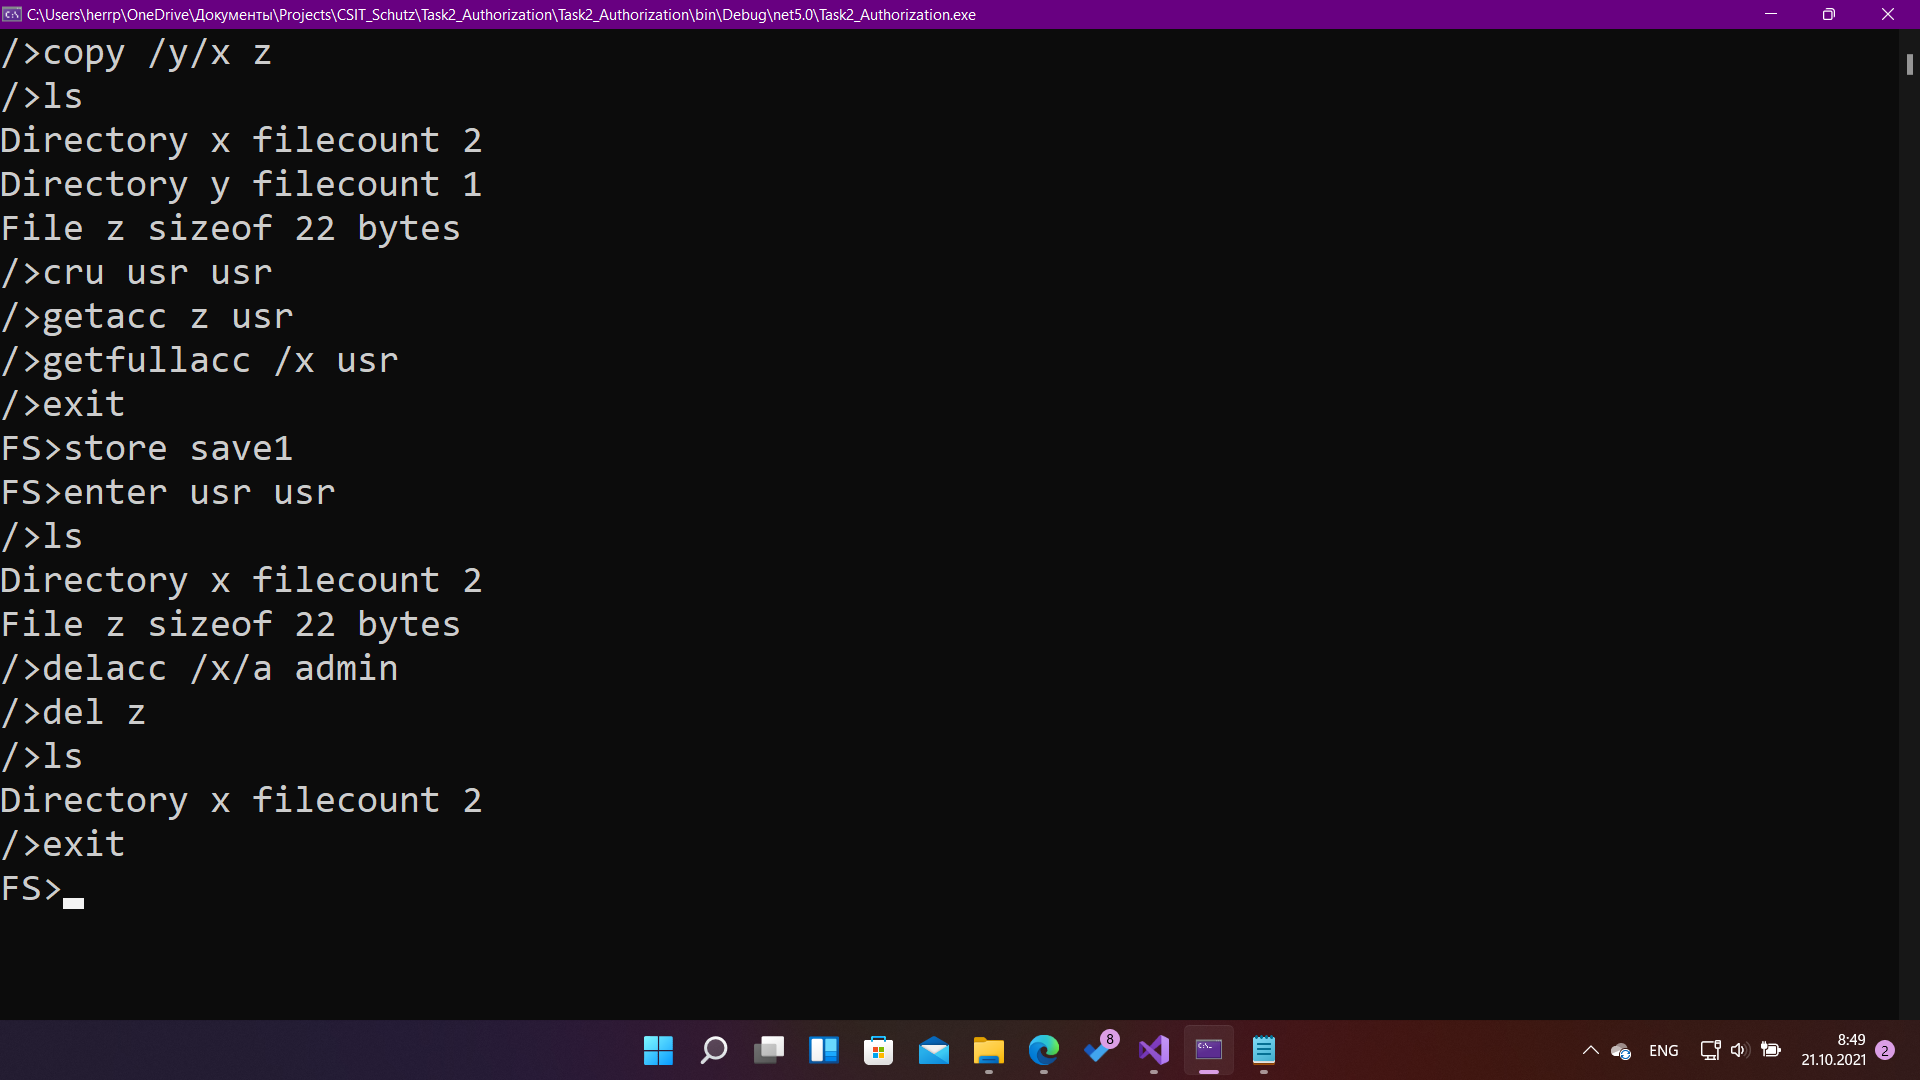 C:\Users\herrp\OneDrive\Документы\Projects\CSIT_Schutz\Task2_Authorization\Task2_Authorization\bin\Debug\net5.0\Task2_Authorization.exe
/>copy /y/x z
/>ls
Directory x filecount 2
Directory y filecount 1
File z sizeof 22 bytes
/>cru usr usr
/>getacc z usr
/>getfullacc /x usr
/>exit
FS>store save1
FS>enter usr usr
/>ls
Directory x filecount 2
File z sizeof 22 bytes
/>delacc /x/a admin
/>del z
/>ls
Directory x filecount 2
/>exit
FS>
8
ENG
8:49
21.10.2021
2